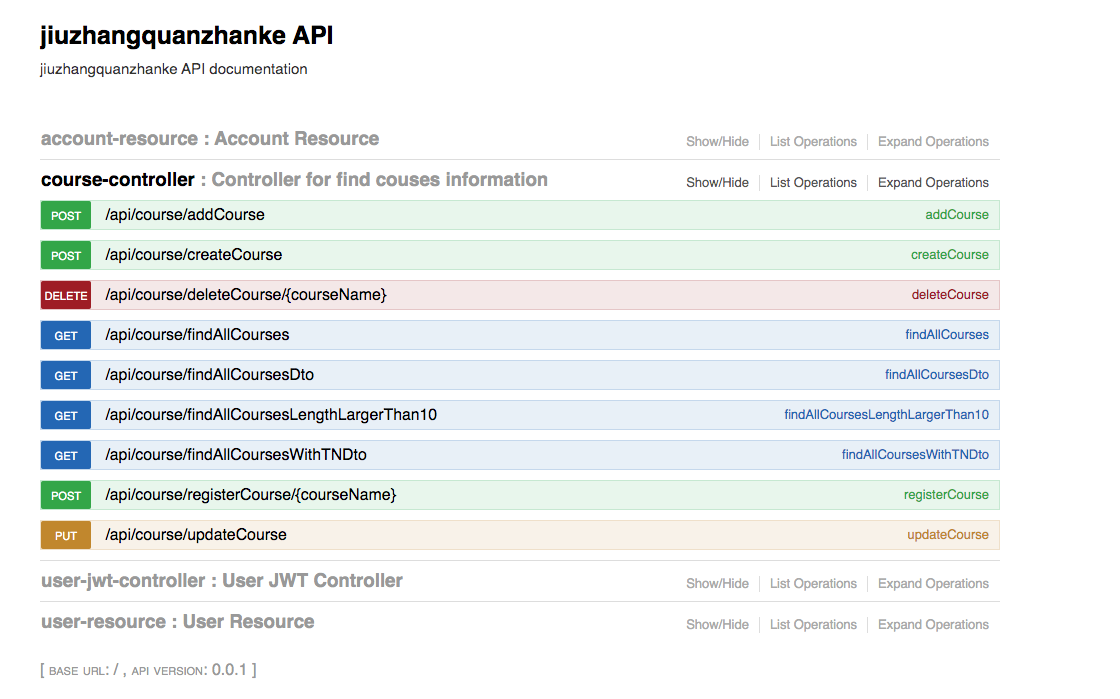 jiuzhangquanzhanke API
jiuzhangquanzhanke API documentation
account-resource : Account Resource Show/Hide List Operations Expand Operations
course-controller : Controller for find couses information Show/Hide List Operations Expand Operations
POST /api/course/addCourse addCourse
POST /api/course/createCourse createCourse
DELETE /api/course/deleteCourse/{courseName} deleteCourse
GET /api/course/findAllCourses findAllCourses
GET /api/course/findAllCoursesDto findAllCoursesDto
GET /api/course/findAllCoursesLengthLargerThan10 findAllCoursesLengthLargerThan10
GET /api/course/findAllCoursesWithTNDto findAllCoursesWithTNDto
POST /api/course/registerCourse/{courseName} registerCourse
PUT /api/course/updateCourse updateCourse
user-jwt-controller : User JWT Controller Show/Hide List Operations Expand Operations
user-resource : User Resource Show/Hide List Operations Expand Operations
[ BASE URL: / , API VERSION: 0.0.1 ]